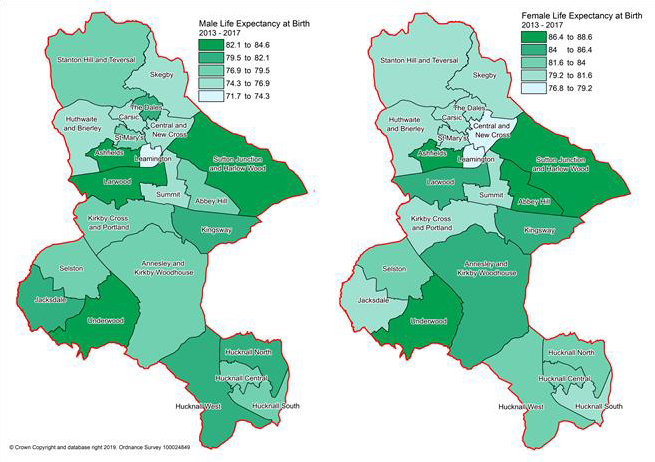 Male Life Expectancy at Birth
2013 - 2017
82.1 to 84.6
79.5 to 82.1
76.9 to 79.5
74.3 to 76.9
71.7 to 74.3
Stanton Hill and Teversal
Skegby
The Dales
Carsic
Huthwaite
and Brierley
Central and
New Cross
St Mary's
Ashfields
Leamington
Sutton Junction
and Harlow Wood
Larwood
Summit
Abbey Hill
Kirkby Cross
and Portland
Kingsway
Selston
Annesley and
Kirkby Woodhouse
Jacksdale
Underwood
Hucknall North
Hucknall Central
Hucknall West
Hucknall South
© Crown Copyright and database right 2019. Ordnance Survey 100024849
Female Life Expectancy at Birth
2013 - 2017
86.4 to 88.6
84 to 86.4
81.6 to 84
79.2 to 81.6
76.8 to 79.2
Stanton Hill and Teversal
Skegby
The Dales
Carsic
Huthwaite
and Brierley
Central and
New Cross
St Mary's
Ashfields
Leamington
Sutton Junction
and Harlow Wood
Larwood
Summit
Abbey Hill
Kirkby Cross
and Portland
Kingsway
Selston
Annesley and
Kirkby Woodhouse
Jacksdale
Underwood
Hucknall North
Hucknall Central
Hucknall West
Hucknall South